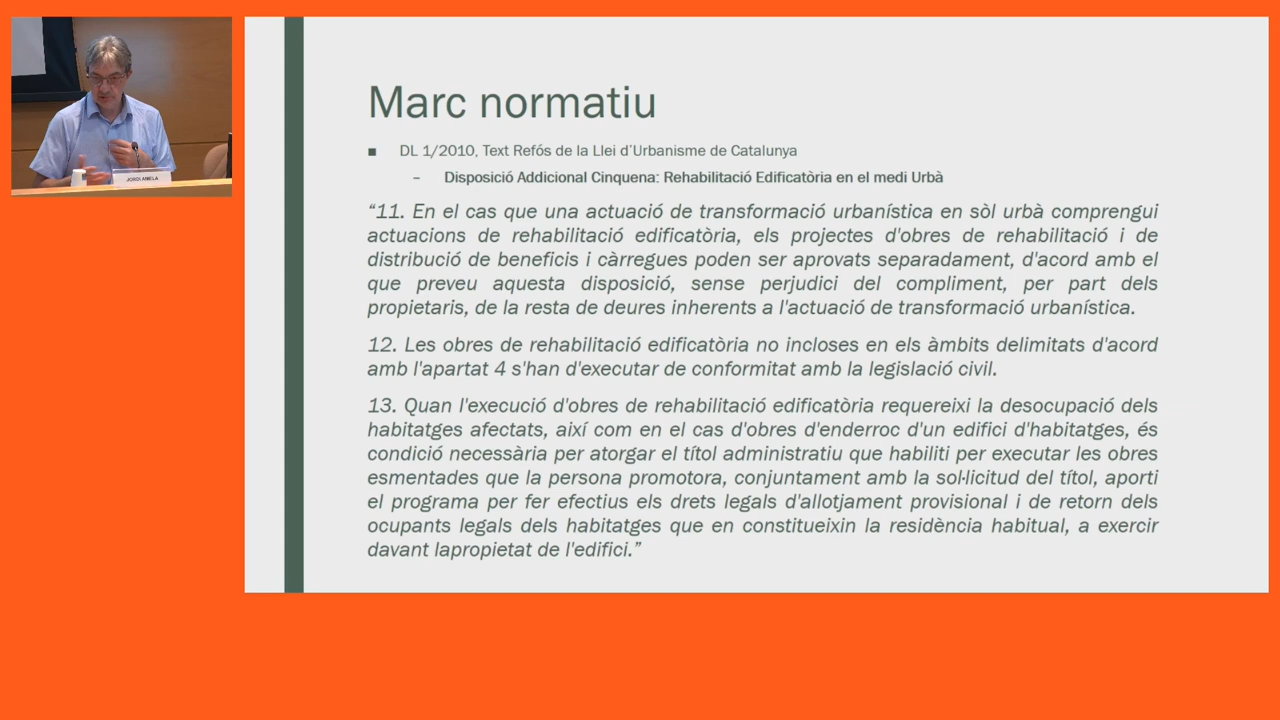 JORDI ABELA
Marc normatiu
▪ DL 1/2010, Text Refós de la Llei d'Urbanisme de Catalunya
– Disposició Addicional Cinquena: Rehabilitació Edificatòria en el medi Urbà
“11. En el cas que una actuació de transformació urbanística en sòl urbà comprengui
actuacions de rehabilitació edificatòria, els projectes d'obres de rehabilitació i de
distribució de beneficis i càrregues poden ser aprovats separadament, d'acord amb el
que preveu aquesta disposició, sense perjudici del compliment, per part dels
propietaris, de la resta de deures inherents a l'actuació de transformació urbanística.
12. Les obres de rehabilitació edificatòria no incloses en els àmbits delimitats d'acord
amb l'apartat 4 s'han d'executar de conformitat amb la legislació civil.
13. Quan l'execució d'obres de rehabilitació edificatòria requereixi la desocupació dels
habitatges afectats, així com en el cas d'obres d'enderroc d'un edifici d'habitatges, és
condició necessària per atorgar el títol administratiu que habiliti per executar les obres
esmentades que la persona promotora, conjuntament amb la sol·licitud del títol, aporti
el programa per fer efectius els drets legals d'allotjament provisional i de retorn dels
ocupants legals dels habitatges que en constitueixin la residència habitual, a exercir
davant lapropietat de l'edifici.”